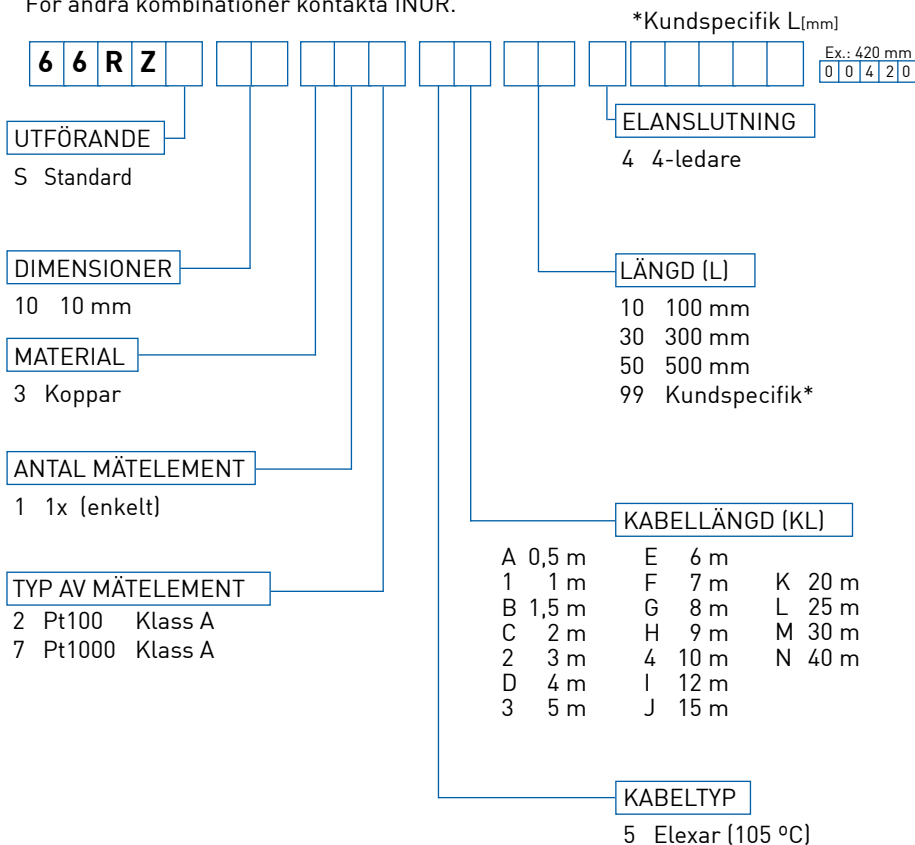 För andra kombinationer kontakta INOR.
*Kundspecifik L[mm]
6 6 R Z
Ex.: 420 mm
0 0 4 2 0
UTFÖRANDE
S Standard
DIMENSIONER
10 10 mm
MATERIAL
3 Koppar
ANTAL MÄTELEMENT
1 1x (enkelt)
TYP AV MÄTELEMENT
2 Pt100 Klass A
7 Pt1000 Klass A
ELANSLUTNING
4 4-ledare
LÄNGD (L)
10 100 mm
30 300 mm
50 500 mm
99 Kundspecifik*
KABELLÄNGD (KL)
A 0,5 m
1 1 m
B 1,5 m
C 2 m
2 3 m
D 4 m
3 5 m
E 6 m
F 7 m
G 8 m
H 9 m
4 10 m
I 12 m
J 15 m
K 20 m
L 25 m
M 30 m
N 40 m
KABELTYP
5 Elexar (105 ºC)